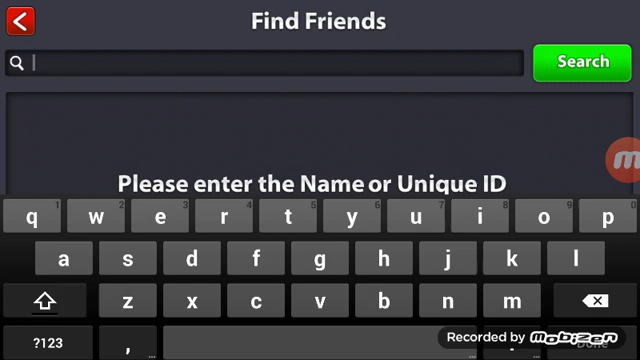 Find Friends
Search
Please enter the Name or Unique ID
q 1 w 2 e 3 r 4 t 5 y 6 u 7 i 8 o 9 p 0
a s d f g h j k l
z x c v b n m
?123 , . Done
Recorded by mobizen
m